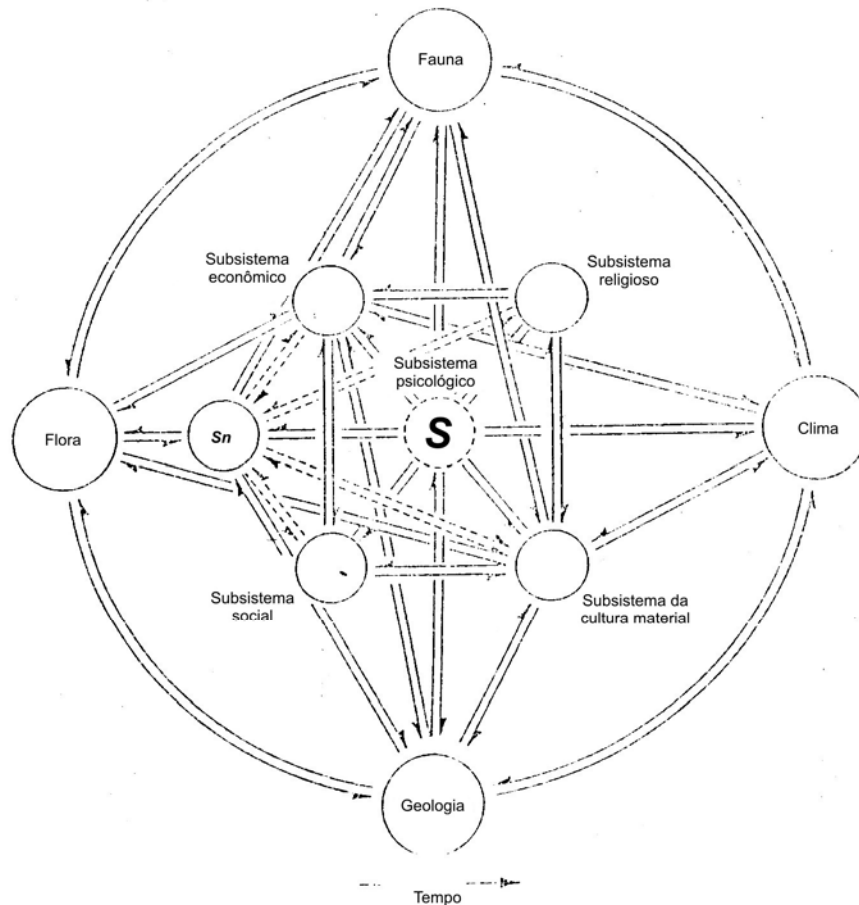 Fauna
Subsistema
econômico
Subsistema
religioso
Subsistema
psicológico
S
Flora
Sn
Clima
Subsistema
social
Subsistema da
cultura material
Geologia
Tempo